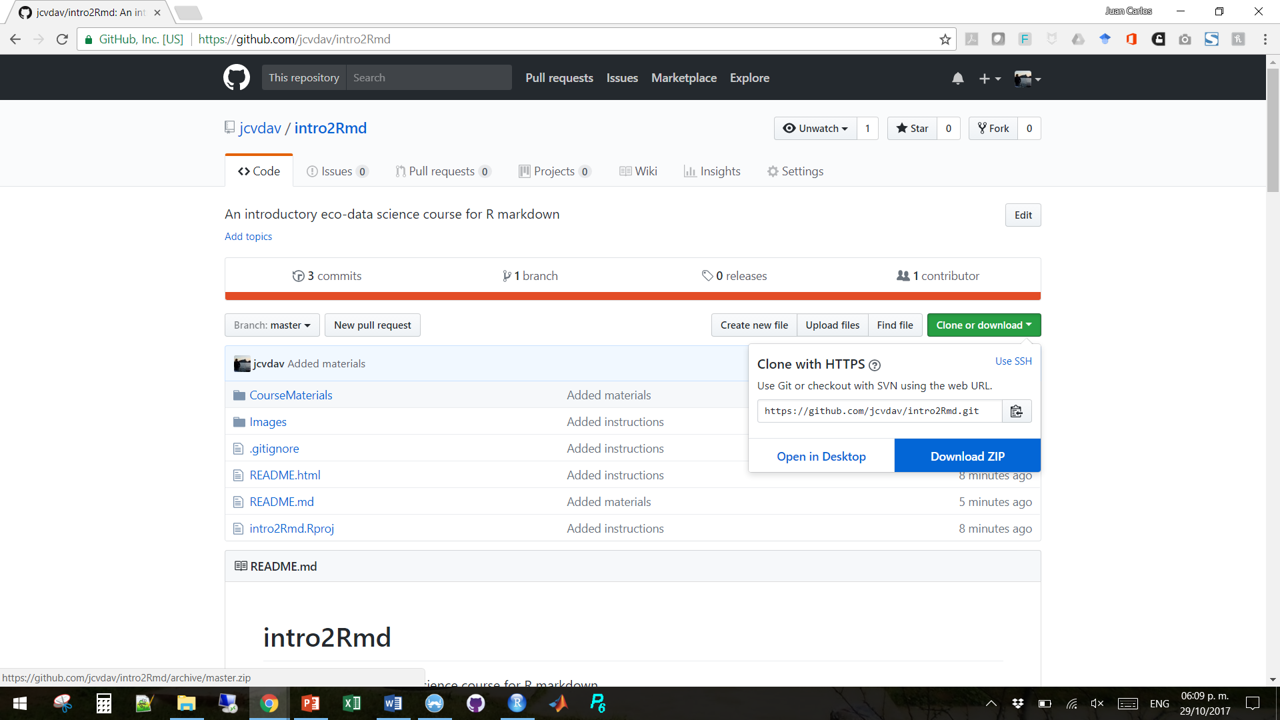 jcvdav/intro2Rmd: An int
Juan Carlos
GitHub, Inc. [US] https://github.com/jcvdav/intro2Rmd
This repository Search Pull requests Issues Marketplace Explore
jcvdav / intro2Rmd
Unwatch 1 Star 0 Fork 0
Code Issues 0 Pull requests 0 Projects 0 Wiki Insights Settings
An introductory eco-data science course for R markdown
Edit
Add topics
3 commits 1 branch 0 releases 1 contributor
Branch: master New pull request Create new file Upload files Find file Clone or download
jcvdav Added materials
Clone with HTTPS ? Use SSH
Use Git or checkout with SVN using the web URL.
https://github.com/jcvdav/intro2Rmd.git
Open in Desktop Download ZIP
CourseMaterials Added materials
Images Added instructions
.gitignore Added instructions
README.html Added instructions 8 minutes ago
README.md Added materials 5 minutes ago
intro2Rmd.Rproj Added instructions 8 minutes ago
README.md
intro2Rmd
science course for R markdown
https://github.com/jcvdav/intro2Rmd/archive/master.zip
ENG
06:09 p. m.
29/10/2017